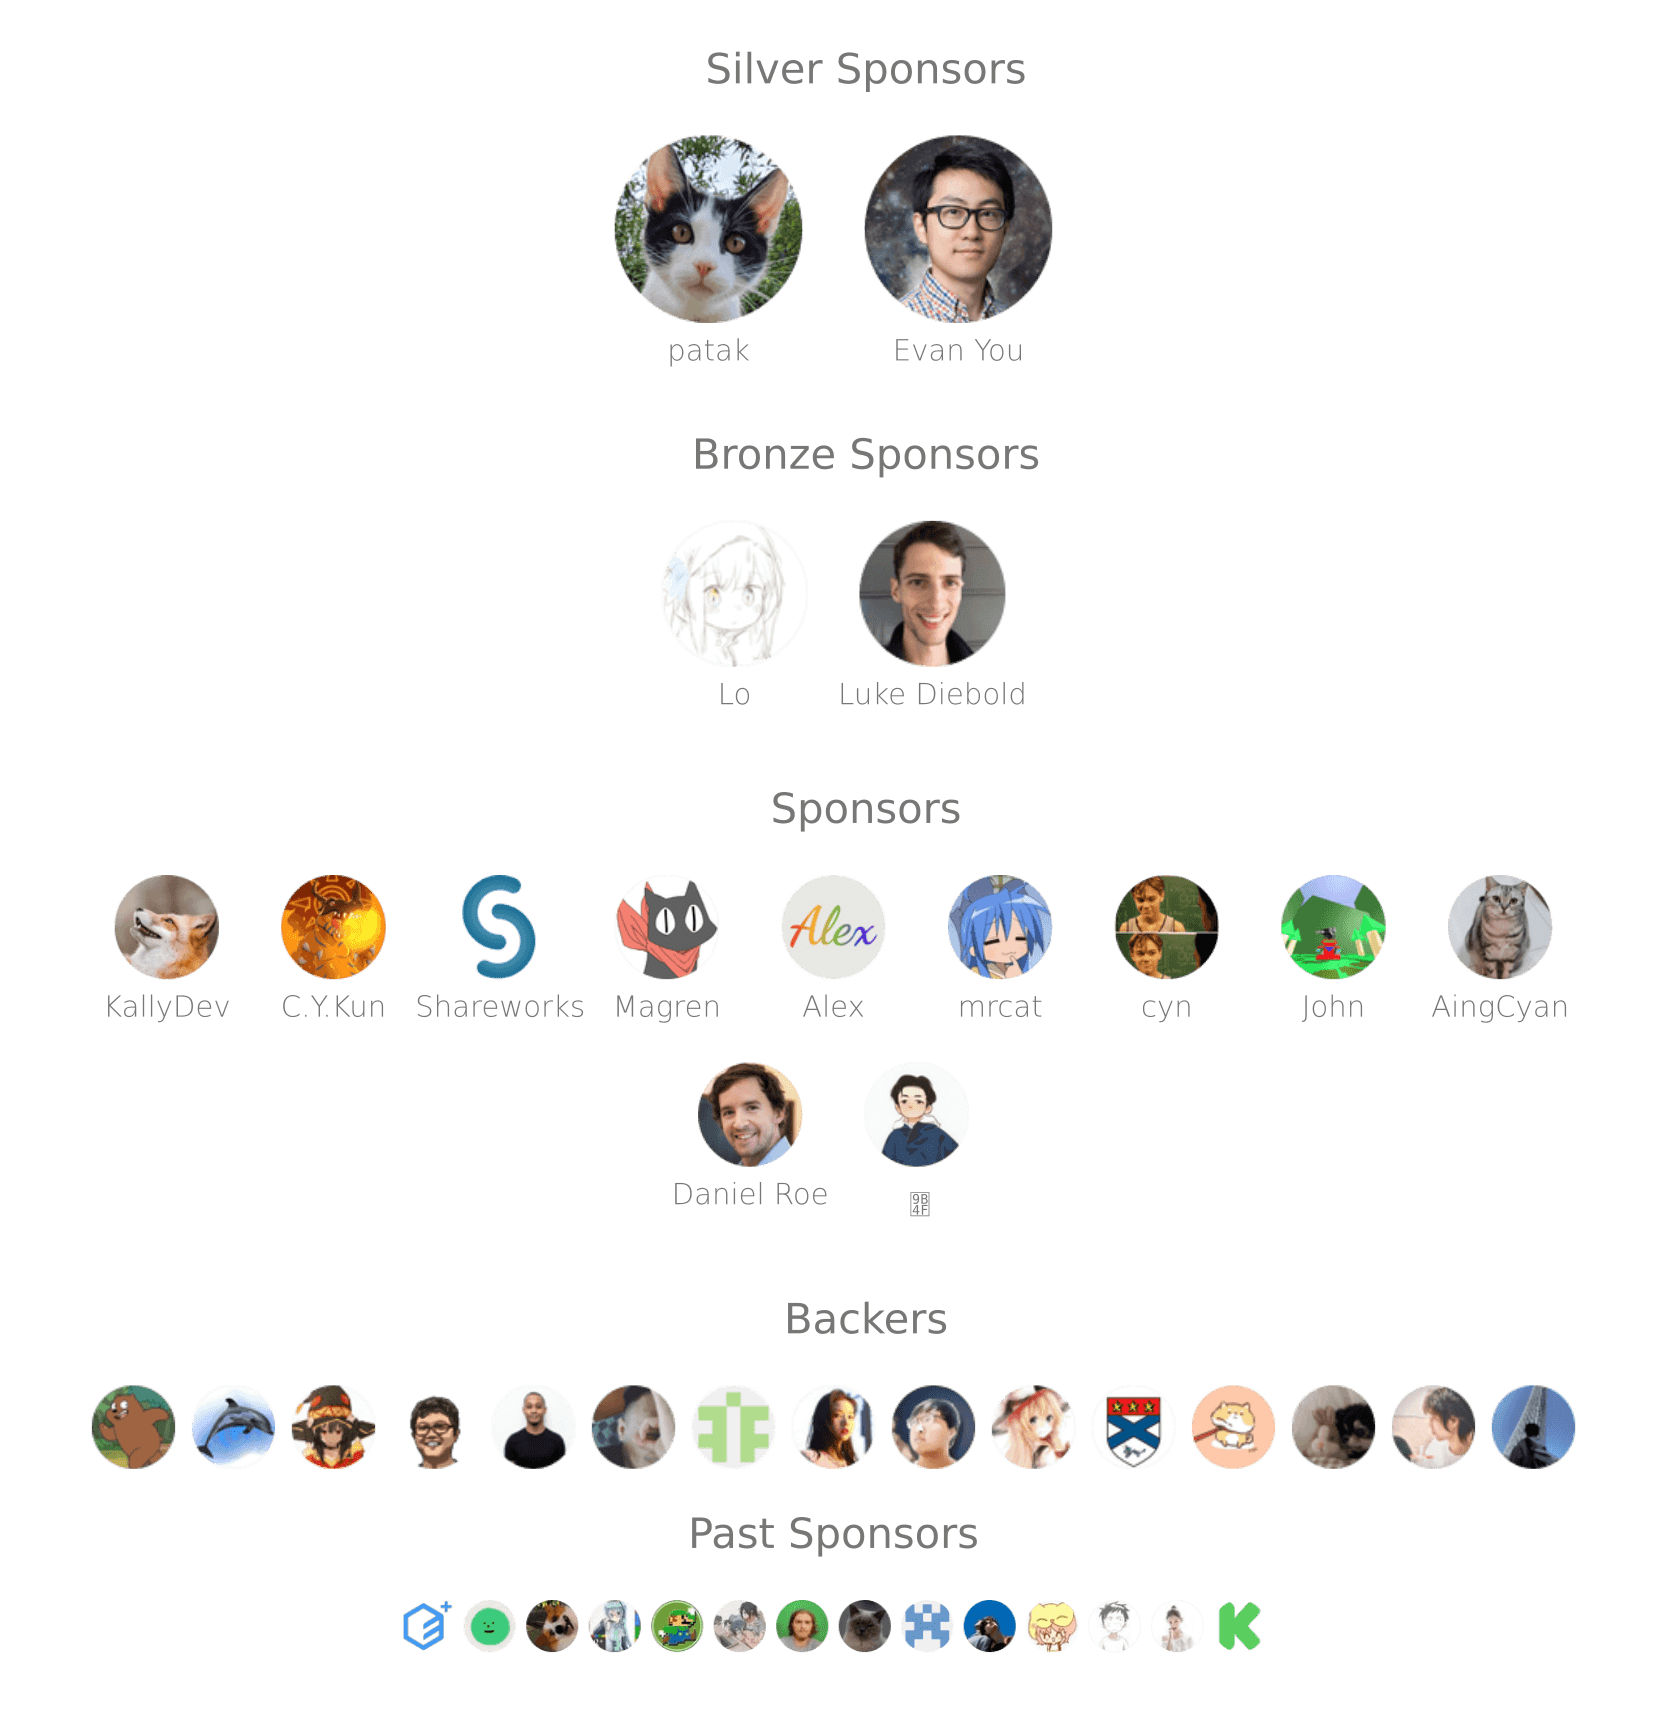 Silver Sponsors
patak Evan You
Bronze Sponsors
Lo Luke Diebold
Sponsors
Alex
KallyDev C.Y.Kun Shareworks Magren Alex mrcat cyn John AingCyan
Daniel Roe
Backers
Past Sponsors